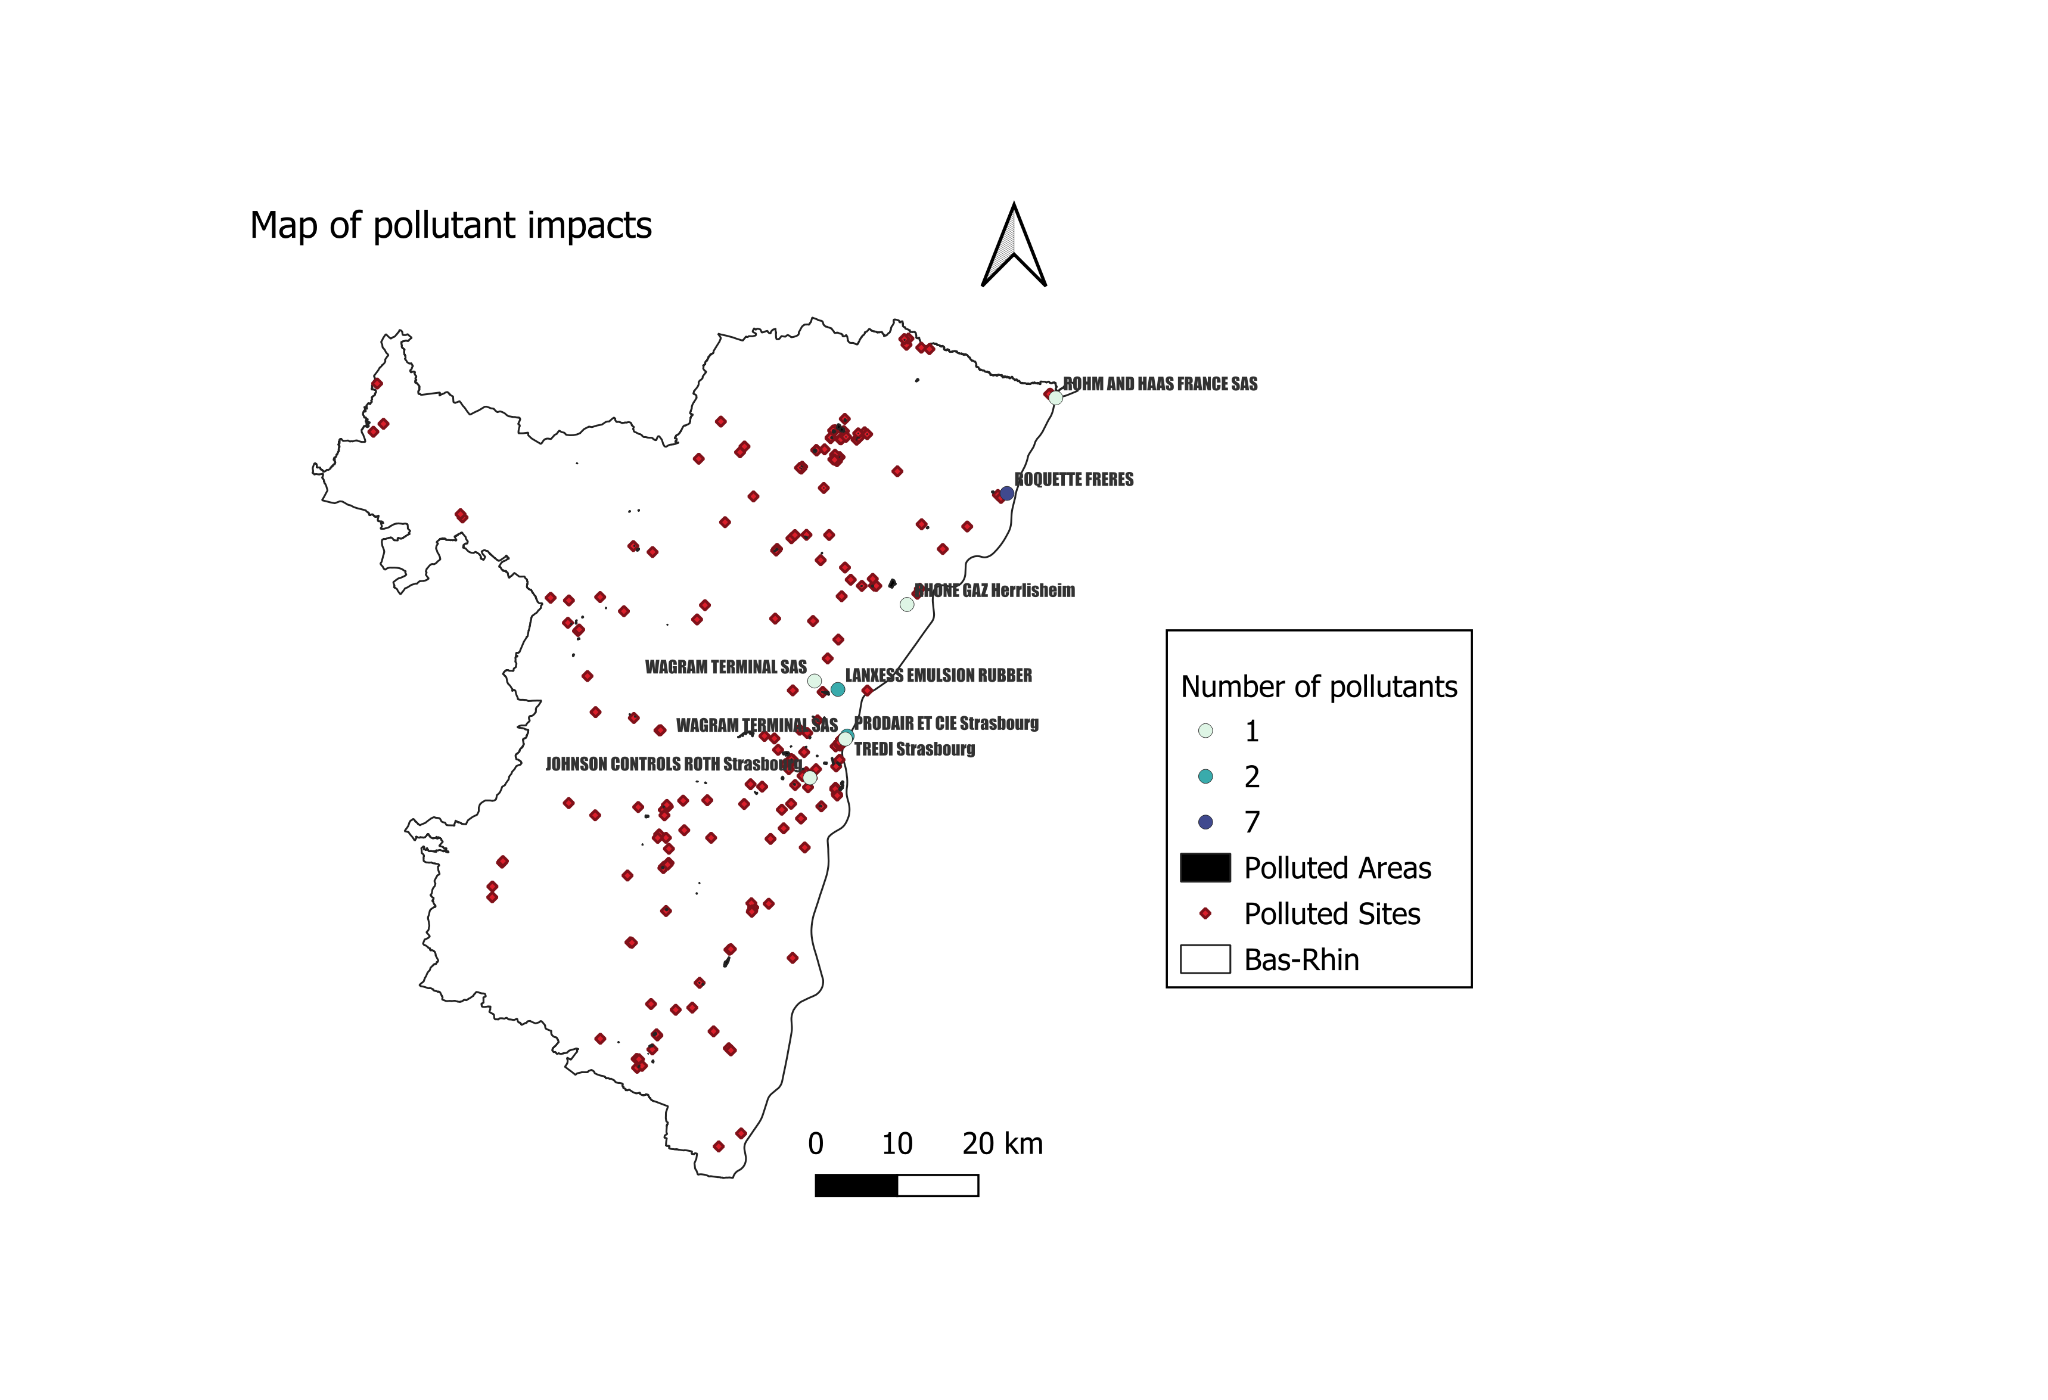 Map of pollutant impacts
ROHM AND HAAS FRANCE SAS
ROQUETTE FRERES
RHONE GAZ Herrlisheim
WAGRAM TERMINAL SAS
LANXESS EMULSION RUBBER
WAGRAM TERMINAL SAS
PRODAIR ET CIE Strasbourg
TREDI Strasbourg
JOHNSON CONTROLS ROTH Strasbourg
Number of pollutants
1
2
7
Polluted Areas
Polluted Sites
Bas-Rhin
0 10 20 km